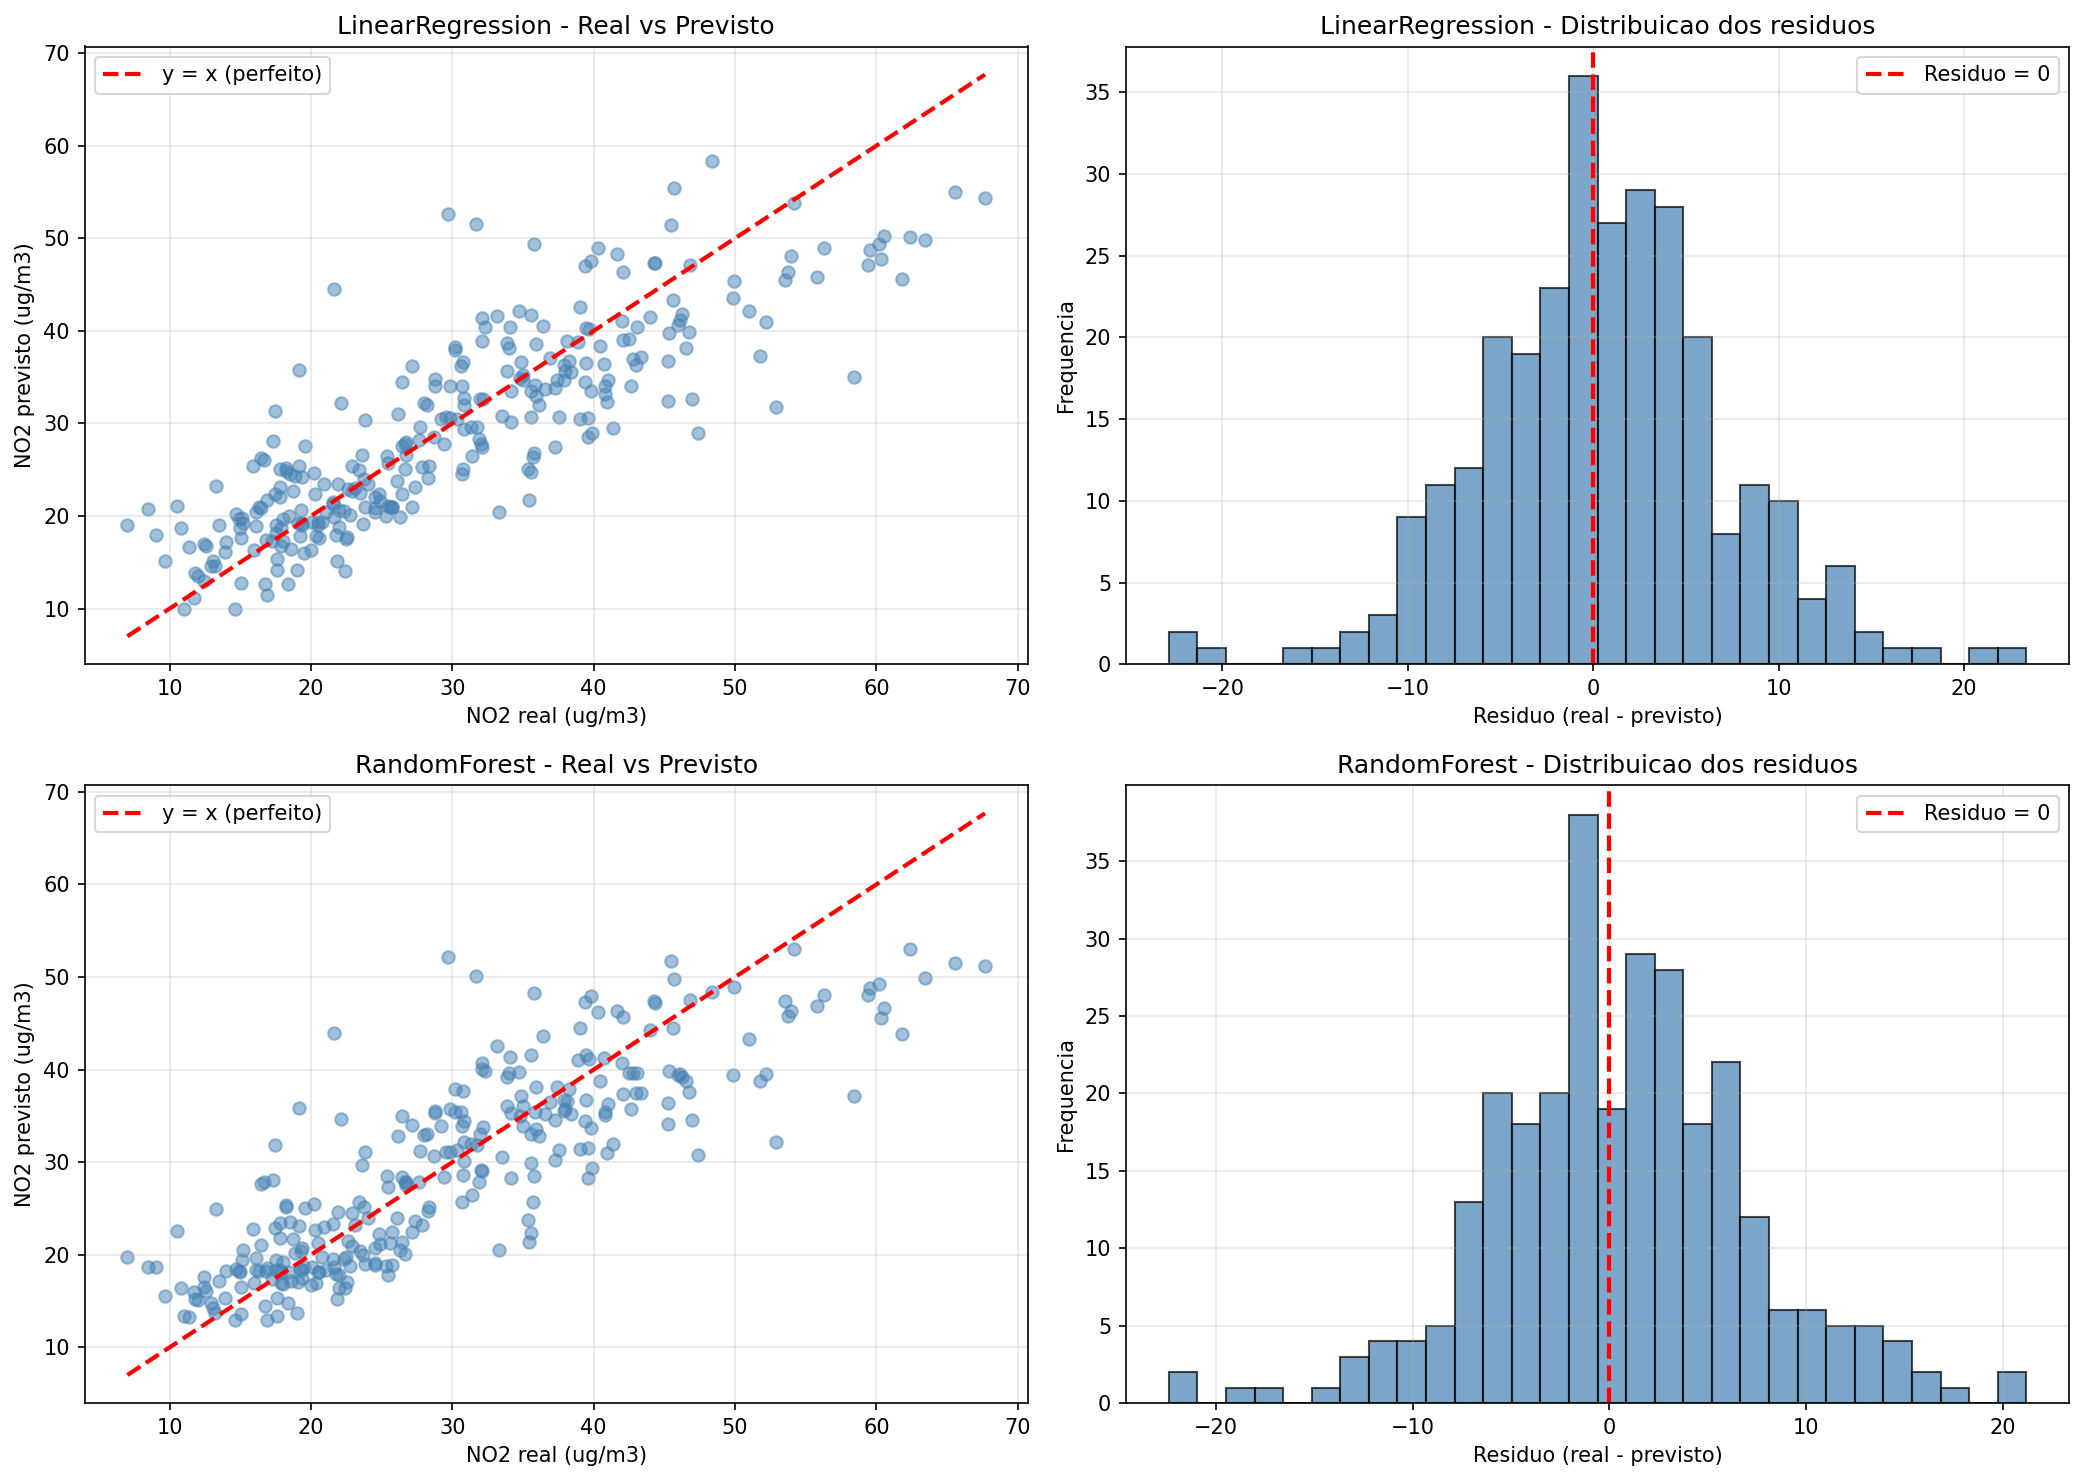 LinearRegression - Real vs Previsto
70
60
50
40
30
20
10
NO2 previsto (ug/m3)
y = x (perfeito)
10 20 30 40 50 60 70
NO2 real (ug/m3)
LinearRegression - Distribuicao dos residuos
35
30
25
20
15
10
5
0
Frequencia
Residuo = 0
−20 −10 0 10 20
Residuo (real - previsto)
RandomForest - Real vs Previsto
70
60
50
40
30
20
10
NO2 previsto (ug/m3)
y = x (perfeito)
10 20 30 40 50 60 70
NO2 real (ug/m3)
RandomForest - Distribuicao dos residuos
35
30
25
20
15
10
5
0
Frequencia
Residuo = 0
−20 −10 0 10 20
Residuo (real - previsto)